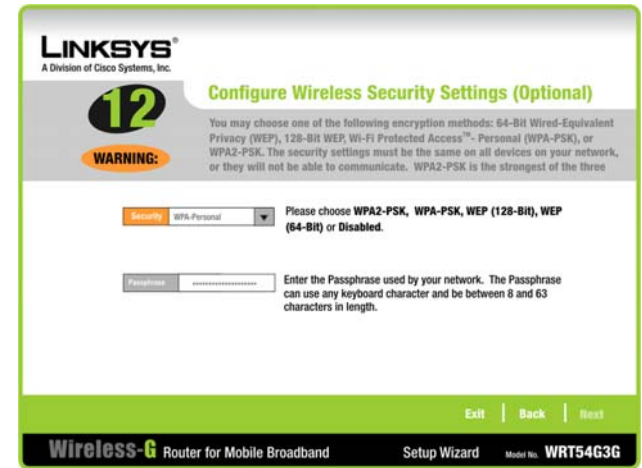 LINKSYS®
A Division of Cisco Systems, Inc.
12
WARNING:
Configure Wireless Security Settings (Optional)
You may choose one of the following encryption methods: 64-Bit Wired-Equivalent
Privacy (WEP), 128-Bit WEP, Wi-Fi Protected Access™- Personal (WPA-PSK), or
WPA2-PSK. The security settings must be the same on all devices on your network,
or they will not be able to communicate. WPA2-PSK is the strongest of the three
Security WPA-Personal
Please choose WPA2-PSK, WPA-PSK, WEP (128-Bit), WEP
(64-Bit) or Disabled.
Passphrase ********************
Enter the Passphrase used by your network. The Passphrase
can use any keyboard character and be between 8 and 63
characters in length.
Exit Back Next
Wireless-G Router for Mobile Broadband Setup Wizard Model No. WRT54G3G